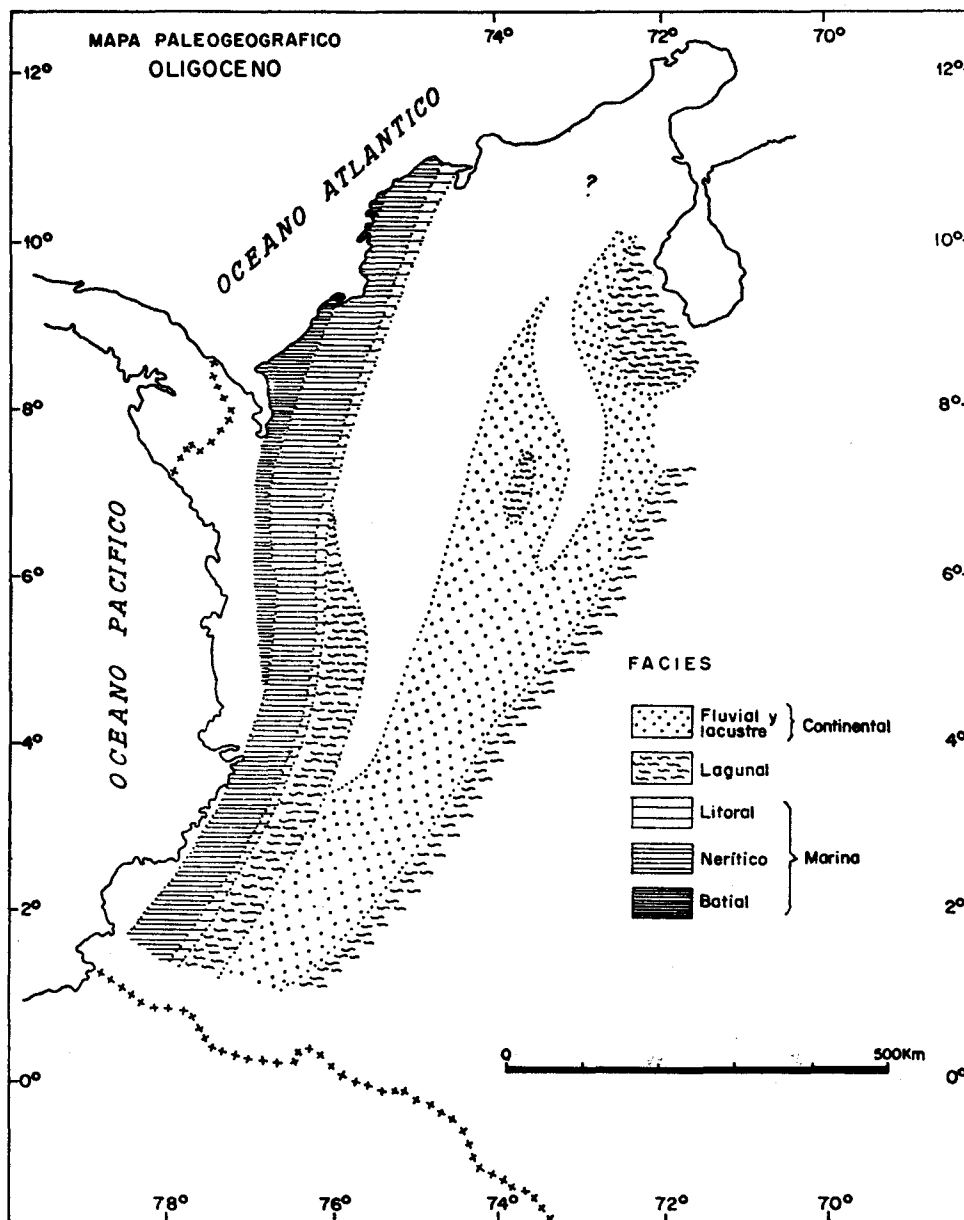 MAPA PALEOGEOGRAFICO
OLIGOCENO
74°
72°
70°
12°
12°
OCEANO ATLANTICO
?
10°
10°
8°
8°
OCEANO PACIFICO
6°
6°
FACIES
Fluvial y
lacustre
Continental
4°
4°
Lagunal
Litoral
Nerítico
Marina
Batial
2°
2°
0
500Km
0°
0°
78°
76°
74°
72°
70°